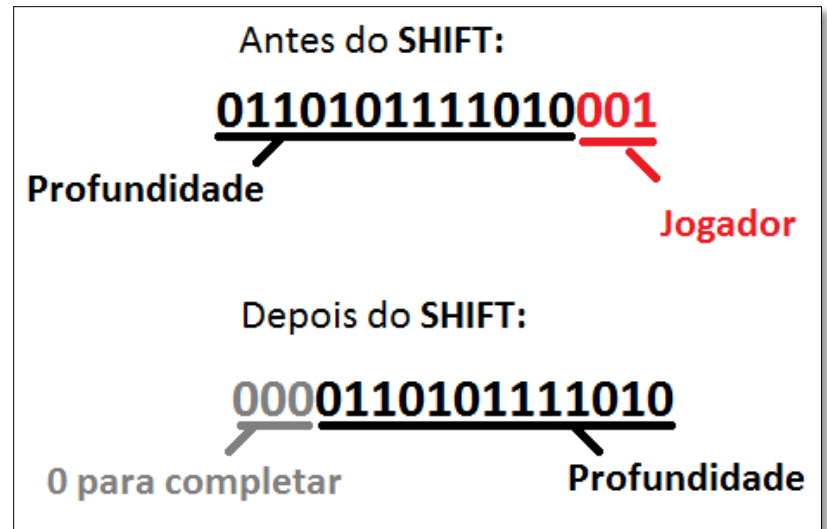 Antes do SHIFT:
0110101111010001
Profundidade
Jogador
Depois do SHIFT:
0000110101111010
0 para completar
Profundidade